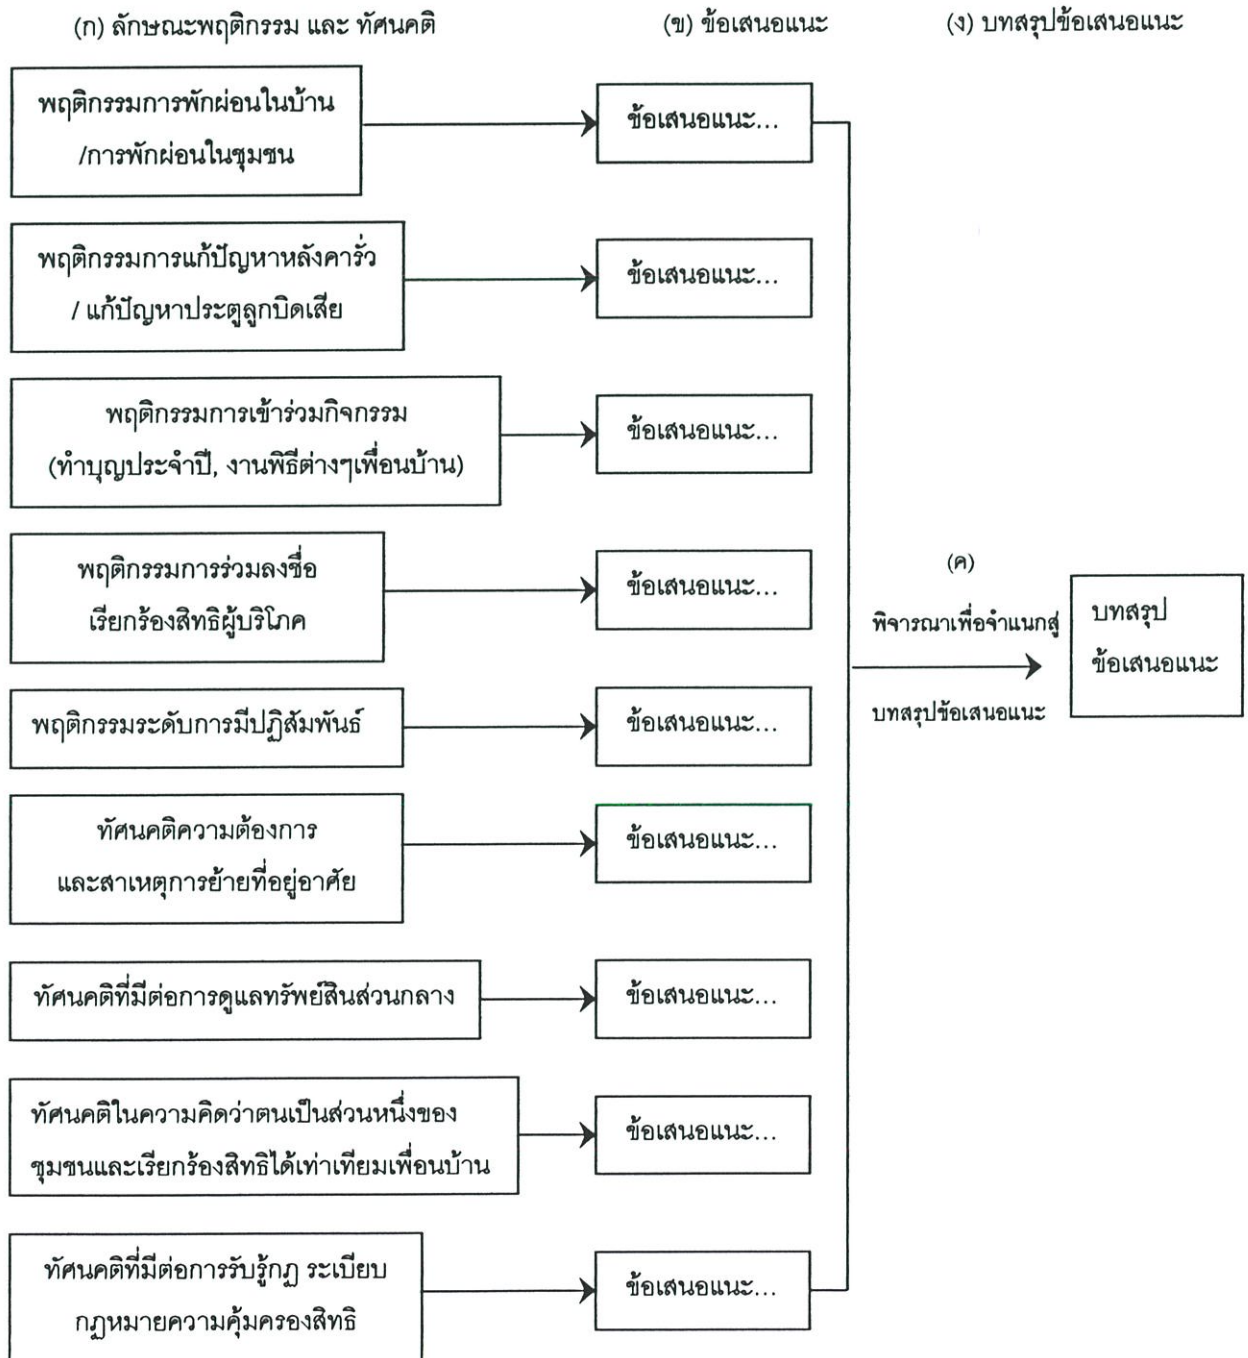 (ก) ลักษณะพฤติกรรม และ ทัศนคติ
(ข) ข้อเสนอแนะ
(ง) บทสรุปข้อเสนอแนะ
พฤติกรรมการพักผ่อนในบ้าน
/การพักผ่อนในชุมชน
ข้อเสนอแนะ...
พฤติกรรมการแก้ปัญหาหลังคารั่ว
/ แก้ปัญหาประตูลูกบิดเสีย
ข้อเสนอแนะ...
พฤติกรรมการเข้าร่วมกิจกรรม
(ทำบุญประจำปี, งานพิธีต่างๆเพื่อนบ้าน)
ข้อเสนอแนะ...
พฤติกรรมการร่วมลงชื่อ
เรียกร้องสิทธิผู้บริโภค
ข้อเสนอแนะ...
พฤติกรรมระดับการมีปฏิสัมพันธ์
ข้อเสนอแนะ...
ทัศนคติความต้องการ
และสาเหตุการย้ายที่อยู่อาศัย
ข้อเสนอแนะ...
ทัศนคติที่มีต่อการดูแลทรัพย์สินส่วนกลาง
ข้อเสนอแนะ...
ทัศนคติในความคิดว่าตนเป็นส่วนหนึ่งของ
ชุมชนและเรียกร้องสิทธิได้เท่าเทียมเพื่อนบ้าน
ข้อเสนอแนะ...
ทัศนคติที่มีต่อการรับรู้กฏ ระเบียบ
กฏหมายความคุ้มครองสิทธิ
ข้อเสนอแนะ...
(ค)
พิจารณาเพื่อจำแนกสู่
บทสรุปข้อเสนอแนะ
บทสรุป
ข้อเสนอแนะ